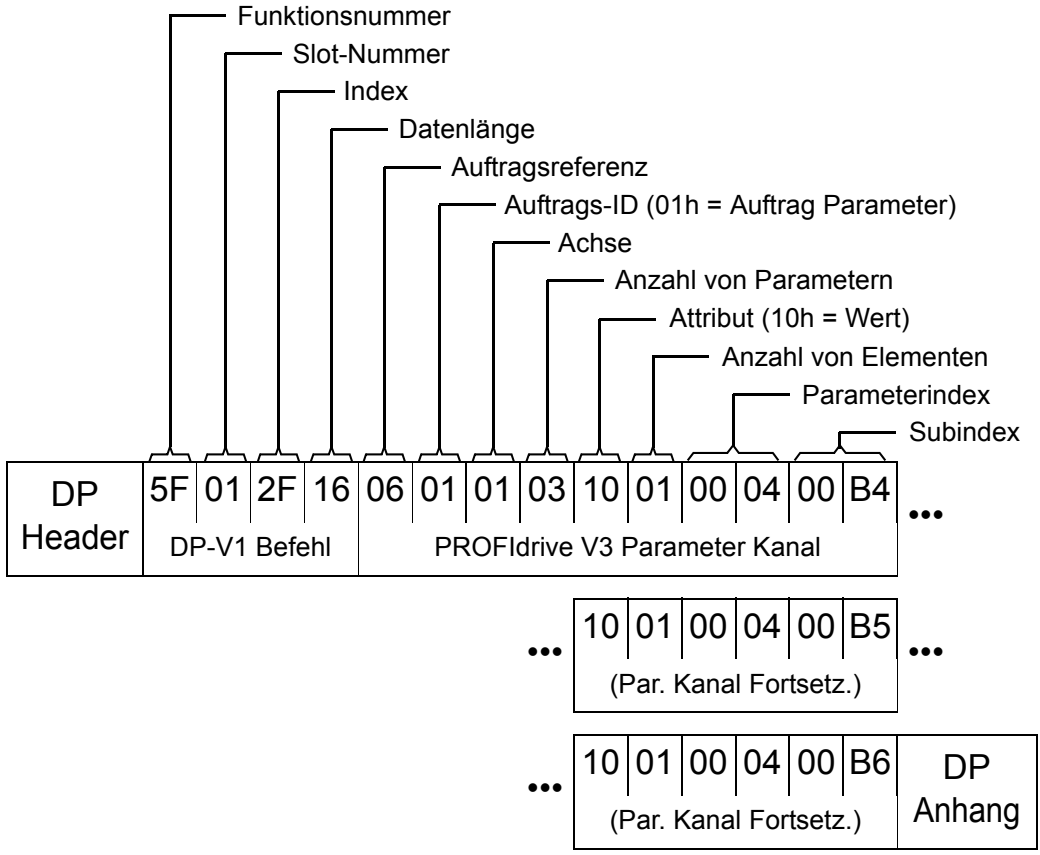 Funktionsnummer
Slot-Nummer
Index
Datenlänge
Auftragsreferenz
Auftrags-ID (01h = Auftrag Parameter)
Achse
Anzahl von Parametern
Attribut (10h = Wert)
Anzahl von Elementen
Parameterindex
Subindex
DP Header
5F 01 2F 16 06 01 01 03 10 01 00 04 00 B4 •••
DP-V1 Befehl
PROFIdrive V3 Parameter Kanal
••• 10 01 00 04 00 B5 •••
(Par. Kanal Fortsetz.)
••• 10 01 00 04 00 B6
(Par. Kanal Fortsetz.)
DP Anhang